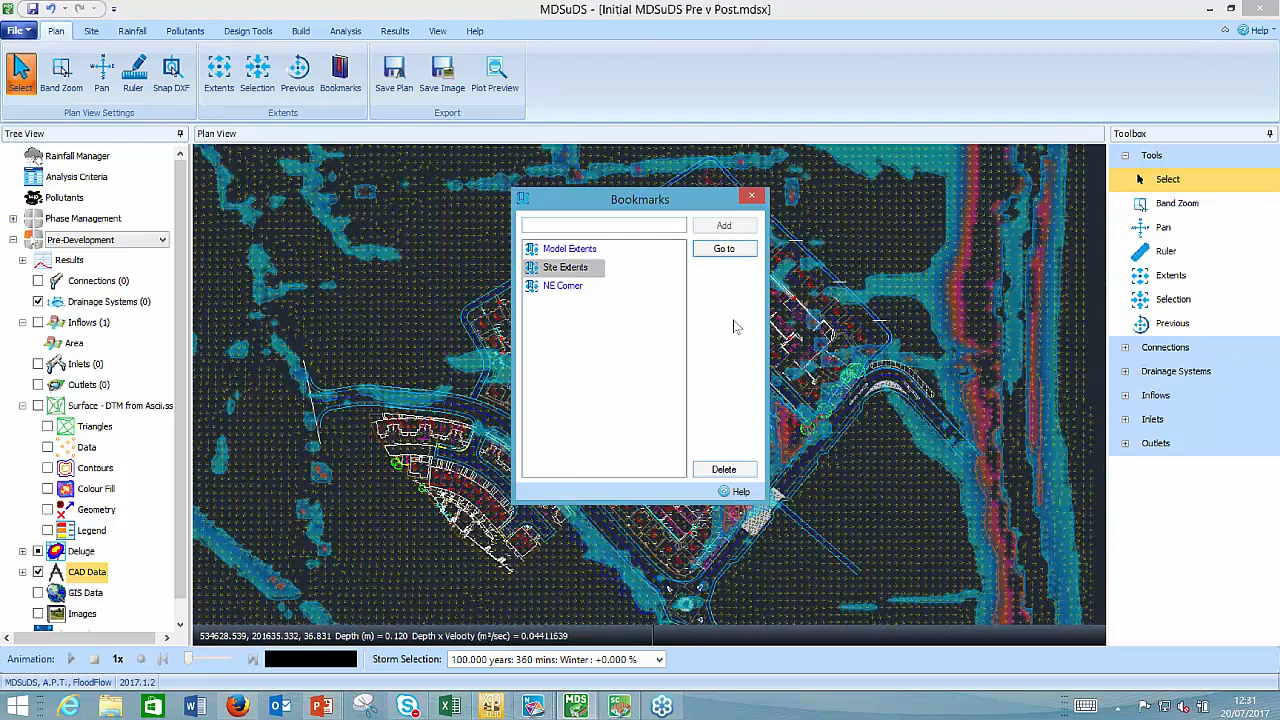 MDSuDS - [Initial MDSuDS Pre v Post.mdsx]
File Plan Site Rainfall Pollutants Design Tools Build Analysis Results View Help
Help
Select Band Zoom Pan Ruler Snap DXF Extents Selection Previous Bookmarks Save Plan Save Image Plot Preview
Plan View Settings Extents Export
Tree View
Rainfall Manager
Analysis Criteria
Pollutants
Phase Management
Pre-Development
Results
Connections (0)
Drainage Systems (0)
Inflows (1)
Area
Inlets (0)
Outlets (0)
Surface - DTM from Ascii.ss
Triangles
Data
Contours
Colour Fill
Geometry
Legend
Deluge
CAD Data
GIS Data
Images
Plan View
Bookmarks
Add
Model Extents
Go to
Site Extents
NE Corner
Delete
Help
534628.539, 201635.332, 36.831 Depth (m) = 0.120 Depth x Velocity (m²/sec) = 0.04411639
Toolbox
Tools
Select
Band Zoom
Pan
Ruler
Extents
Selection
Previous
Connections
Drainage Systems
Inflows
Inlets
Outlets
Animation: 1x Storm Selection: 100.000 years: 360 mins: Winter : +0.000 %
MDSuDS, A.P.T., FloodFlow 2017.1.2
12:31
20/07/2017